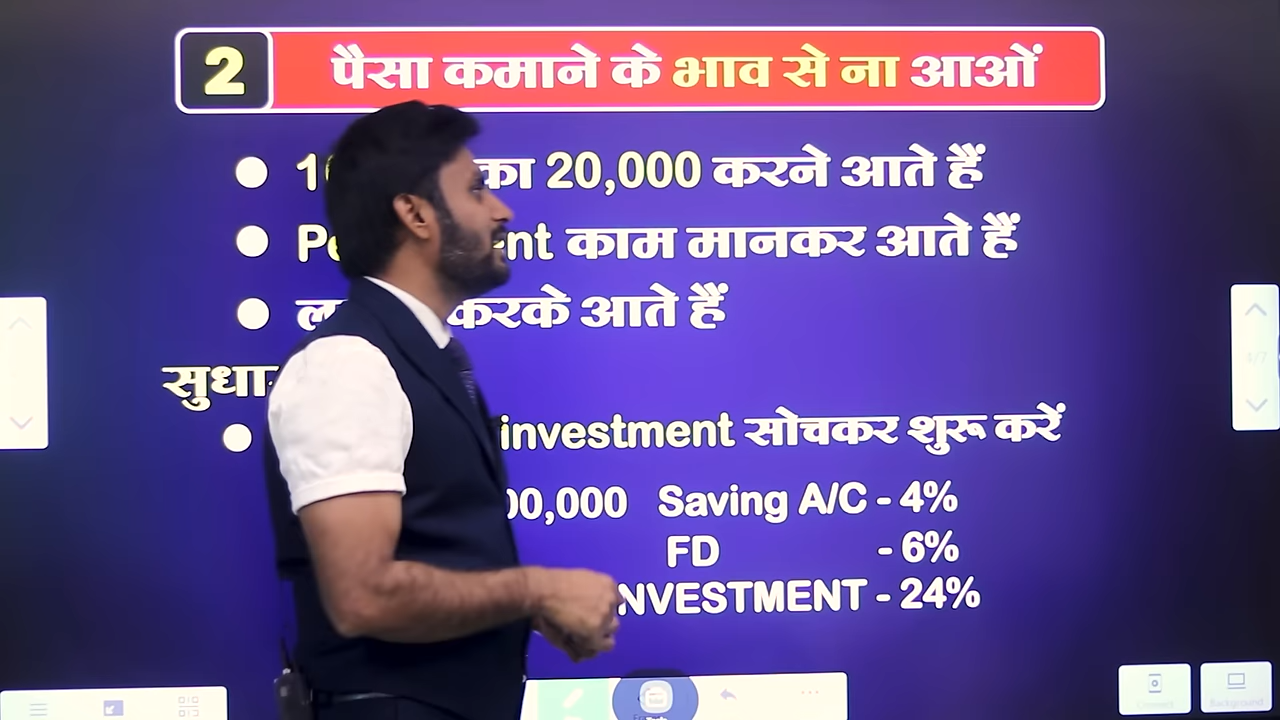 2 पैसा कमाने के भाव से ना आओं
का 20,000 करने आते हैं
काम मानकर आते हैं
करके आते हैं
investment सोचकर शुरू करें
Saving A/C - 4%
FD - 6%
- 24%
Background